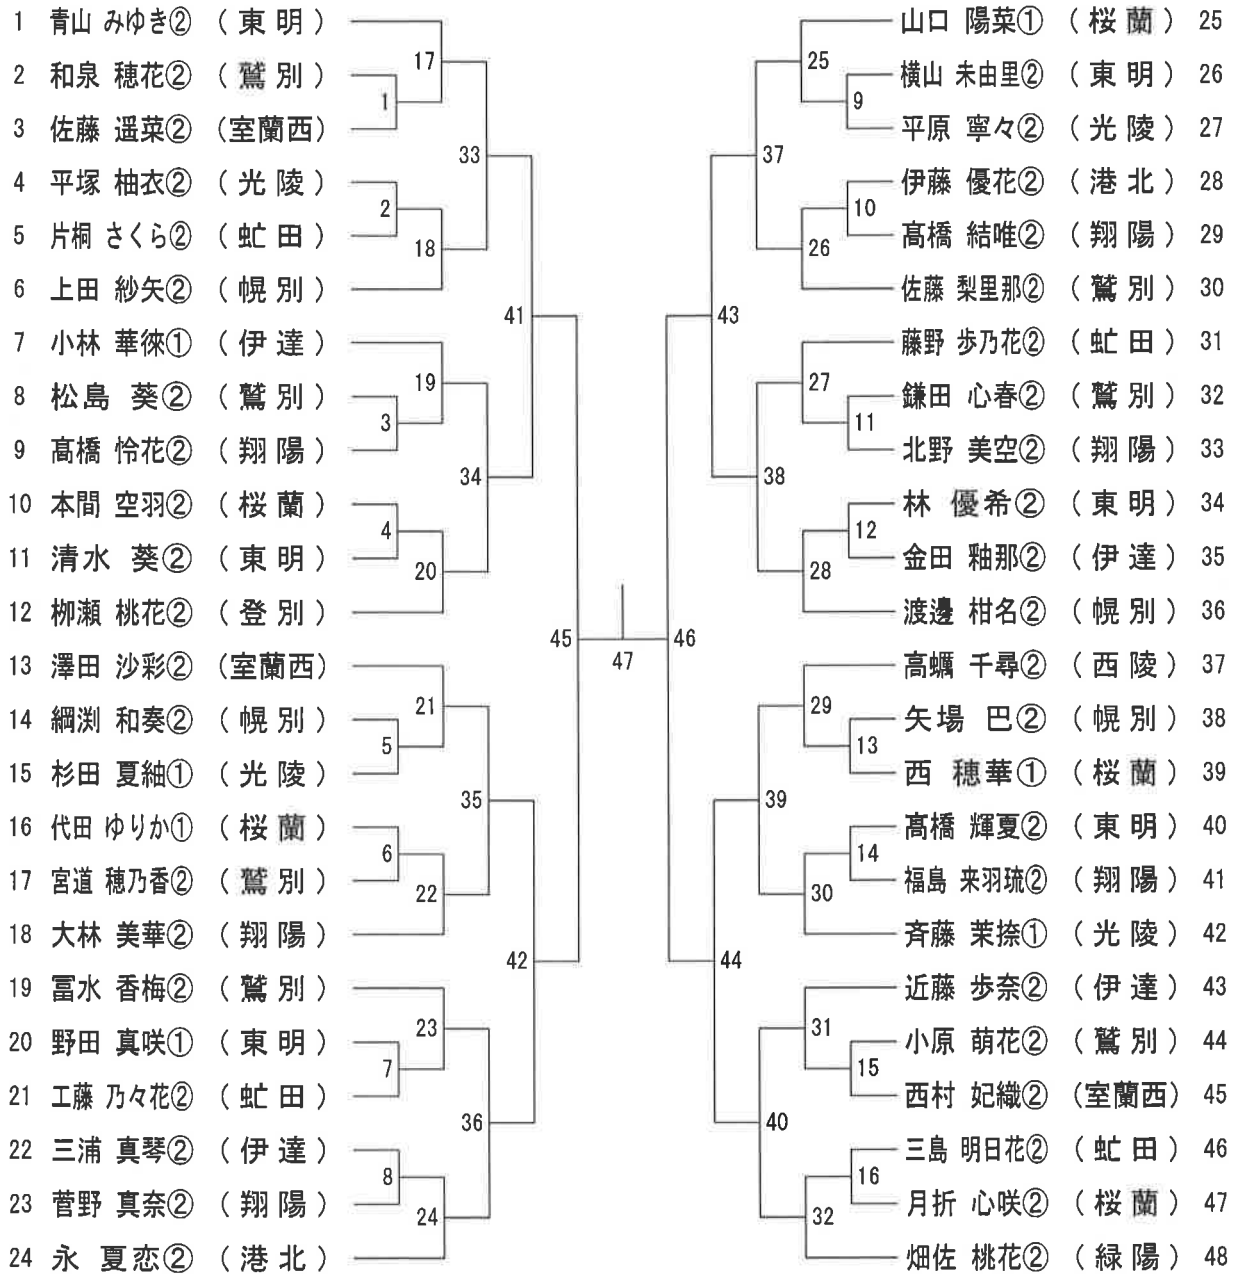 1 青山 みゆき② （ 東 明 ）
2 和泉 穂花② （ 鷲 別 ）
3 佐藤 遥菜② （室蘭西）
4 平塚 柚衣② （ 光 陵 ）
5 片桐 さくら② （ 虻 田 ）
6 上田 紗矢② （ 幌 別 ）
7 小林 華徠① （ 伊 達 ）
8 松島 葵② （ 鷲 別 ）
9 髙橋 怜花② （ 翔 陽 ）
10 本間 空羽② （ 桜 蘭 ）
11 清水 葵② （ 東 明 ）
12 柳瀬 桃花② （ 登 別 ）
13 澤田 沙彩② （室蘭西）
14 綱渕 和奏② （ 幌 別 ）
15 杉田 夏紬① （ 光 陵 ）
16 代田 ゆりか① （ 桜 蘭 ）
17 宮道 穂乃香② （ 鷲 別 ）
18 大林 美華② （ 翔 陽 ）
19 冨水 香梅② （ 鷲 別 ）
20 野田 真咲① （ 東 明 ）
21 工藤 乃々花② （ 虻 田 ）
22 三浦 真琴② （ 伊 達 ）
23 菅野 真奈② （ 翔 陽 ）
24 永 夏恋② （ 港 北 ）
1
2
3
4
5
6
7
8
17
18
19
20
21
22
23
24
33
34
35
36
41
42
45
47
46
43
44
37
38
39
40
25
26
27
28
29
30
31
32
9
10
11
12
13
14
15
16
山口 陽菜① （ 桜 蘭 ） 25
横山 未由里② （ 東 明 ） 26
平原 寧々② （ 光 陵 ） 27
伊藤 優花② （ 港 北 ） 28
髙橋 結唯② （ 翔 陽 ） 29
佐藤 梨里那② （ 鷲 別 ） 30
藤野 歩乃花② （ 虻 田 ） 31
鎌田 心春② （ 鷲 別 ） 32
北野 美空② （ 翔 陽 ） 33
林 優希② （ 東 明 ） 34
金田 釉那② （ 伊 達 ） 35
渡邊 柑名② （ 幌 別 ） 36
高蠣 千尋② （ 西 陵 ） 37
矢場 巴② （ 幌 別 ） 38
西 穂華① （ 桜 蘭 ） 39
髙橋 輝夏② （ 東 明 ） 40
福島 来羽琉② （ 翔 陽 ） 41
斉藤 茉捺① （ 光 陵 ） 42
近藤 歩奈② （ 伊 達 ） 43
小原 萌花② （ 鷲 別 ） 44
西村 妃織② （室蘭西） 45
三島 明日花② （ 虻 田 ） 46
月折 心咲② （ 桜 蘭 ） 47
畑佐 桃花② （ 緑 陽 ） 48